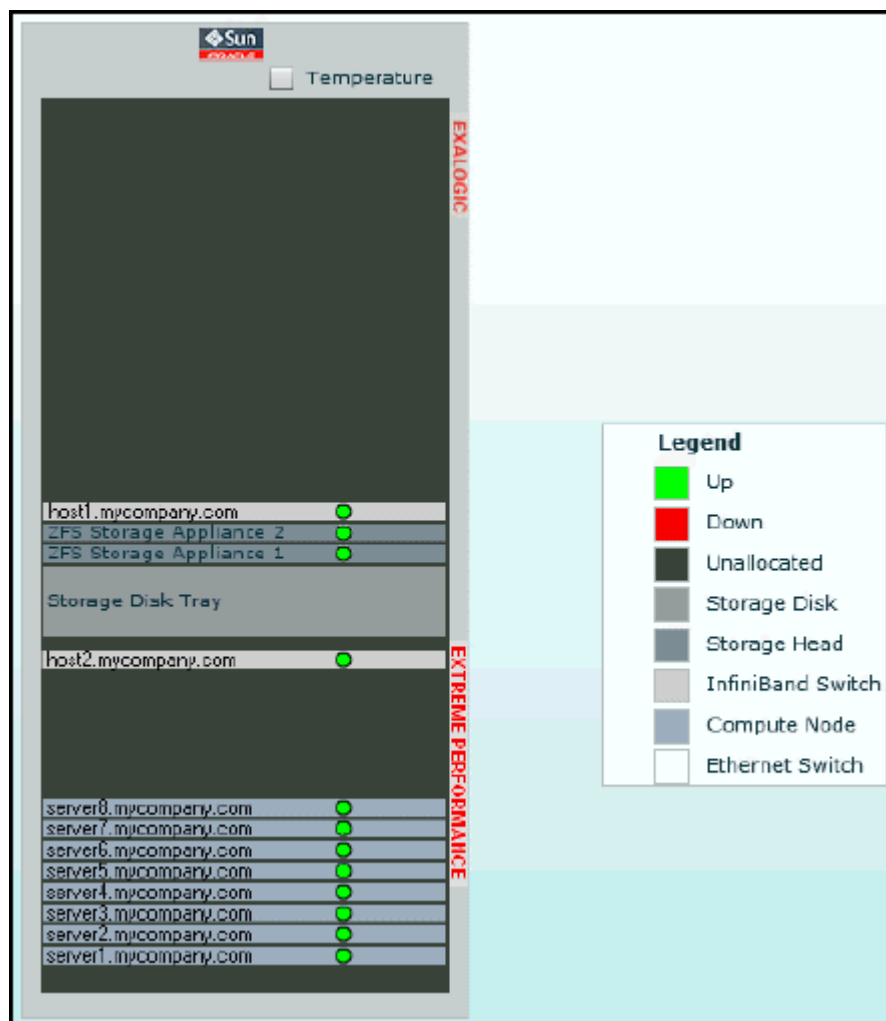 Sun
ORACLE
Temperature
EXALOGIC
host1.mycompany.com
ZFS Storage Appliance 2
ZFS Storage Appliance 1
Storage Disk Tray
host2.mycompany.com
EXTREME PERFORMANCE
server8.mycompany.com
server7.mycompany.com
server6.mycompany.com
server5.mycompany.com
server4.mycompany.com
server3.mycompany.com
server2.mycompany.com
server1.mycompany.com
Legend
Up
Down
Unallocated
Storage Disk
Storage Head
InfiniBand Switch
Compute Node
Ethernet Switch